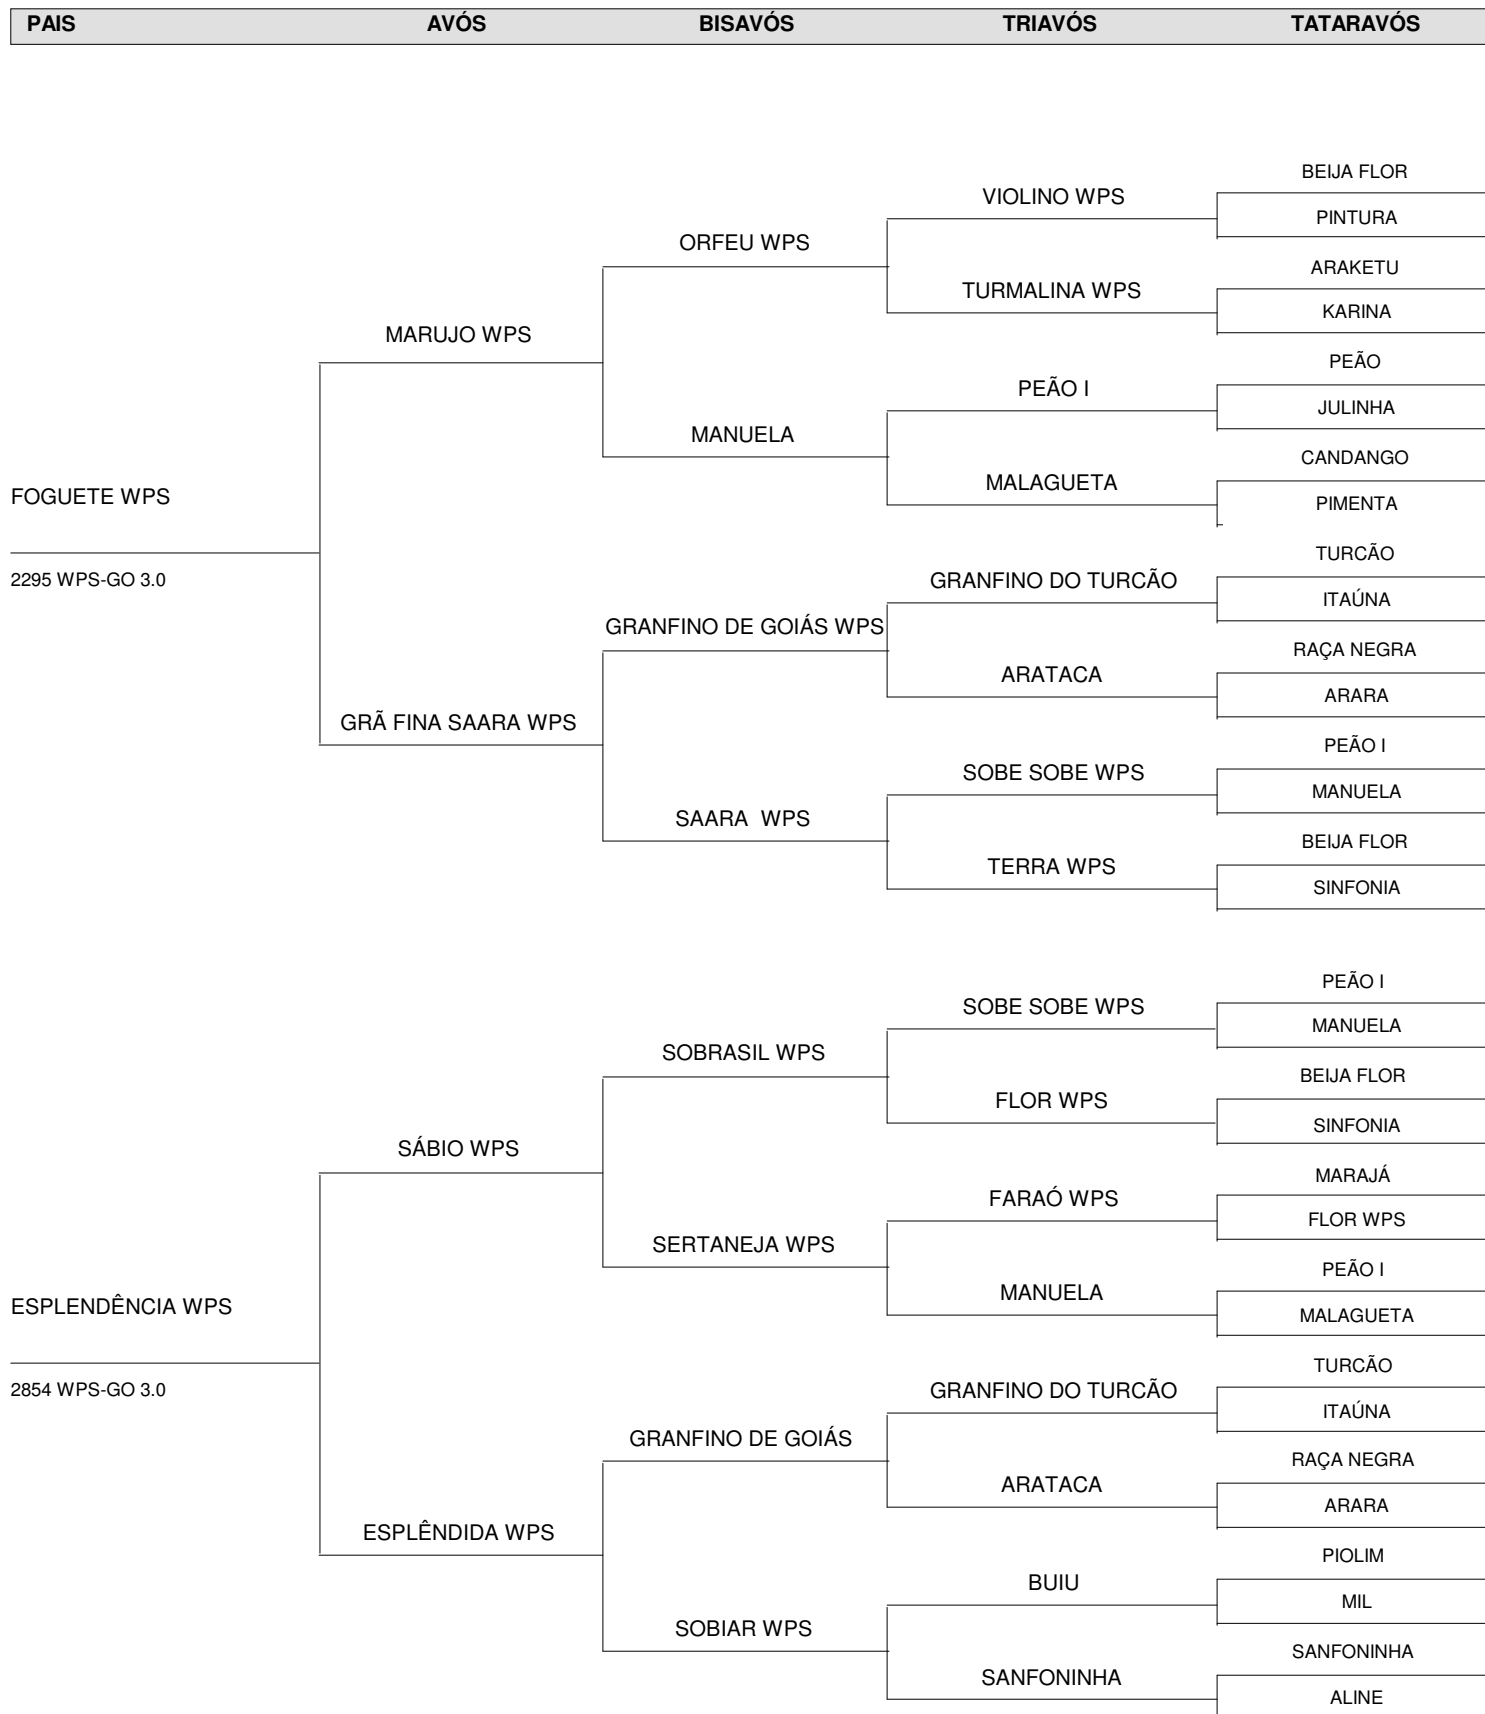 PAIS AVÓS BISAVÓS TRIAVÓS TATARAVÓS
BEIJA FLOR
VIOLINO WPS
PINTURA
ORFEU WPS
ARAKETU
TURMALINA WPS
KARINA
MARUJO WPS
PEÃO
PEÃO I
JULINHA
MANUELA
CANDANGO
MALAGUETA
FOGUETE WPS
PIMENTA
TURCÃO
2295 WPS-GO 3.0
GRANFINO DO TURCÃO
ITAÚNA
GRANFINO DE GOIÁS WPS
RAÇA NEGRA
ARATACA
ARARA
GRÃ FINA SAARA WPS
PEÃO I
SOBE SOBE WPS
MANUELA
SAARA WPS
BEIJA FLOR
TERRA WPS
SINFONIA
PEÃO I
SOBE SOBE WPS
MANUELA
SOBRASIL WPS
BEIJA FLOR
FLOR WPS
SINFONIA
SÁBIO WPS
MARAJÁ
FARAÓ WPS
FLOR WPS
SERTANEJA WPS
PEÃO I
MANUELA
ESPLENDÊNCIA WPS
MALAGUETA
TURCÃO
2854 WPS-GO 3.0
GRANFINO DO TURCÃO
ITAÚNA
GRANFINO DE GOIÁS
RAÇA NEGRA
ARATACA
ARARA
ESPLÊNDIDA WPS
PIOLIM
BUIU
MIL
SOBIAR WPS
SANFONINHA
SANFONINHA
ALINE